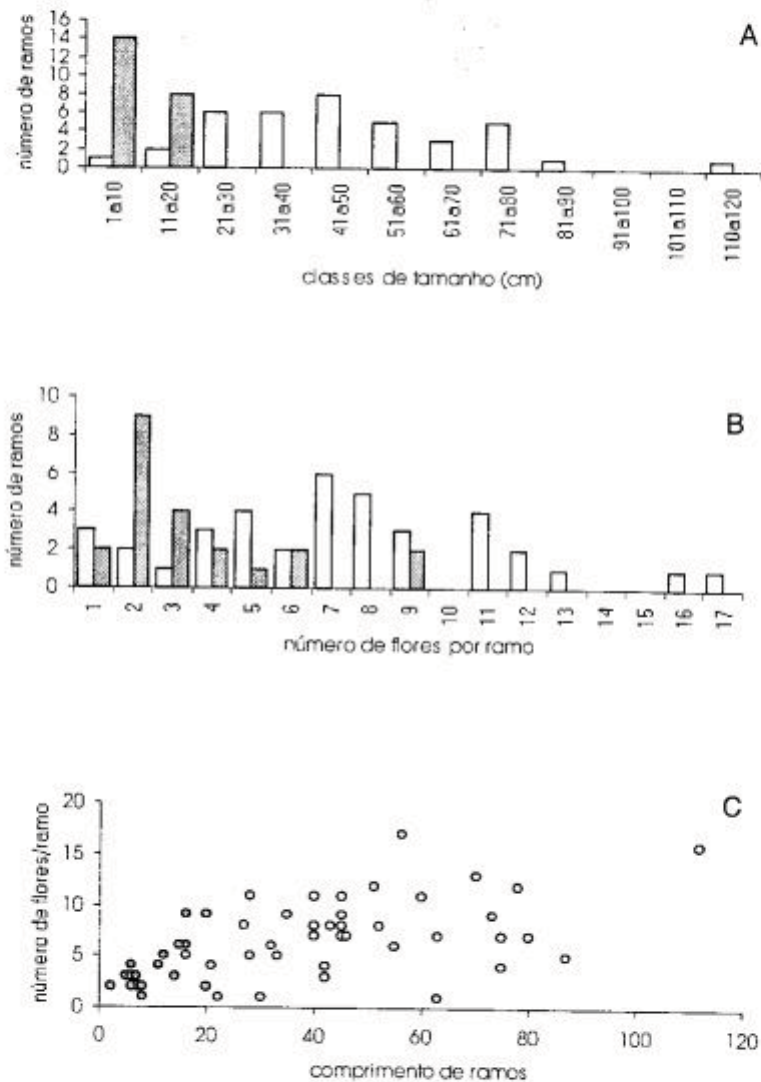 A
número de ramos
16
14
12
10
8
6
4
2
0
1a10
11a20
21a30
31a40
41a50
51a60
61a70
71a80
81a90
91a100
101a110
110a120
classes de tamanho (cm)
B
número de ramos
10
8
6
4
2
0
1
2
3
4
5
6
7
8
9
10
11
12
13
14
15
16
17
número de flores por ramo
C
número de flores/ramo
20
15
10
5
0
0
20
40
60
80
100
120
comprimento de ramos